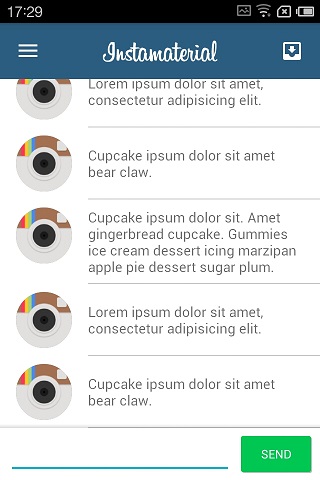 17:29
Instamaterial
Lorem ipsum dolor sit amet,
consectetur adipisicing elit.
Cupcake ipsum dolor sit amet
bear claw.
Cupcake ipsum dolor sit. Amet
gingerbread cupcake. Gummies
ice cream dessert icing marzipan
apple pie dessert sugar plum.
Lorem ipsum dolor sit amet,
consectetur adipisicing elit.
Cupcake ipsum dolor sit amet
bear claw.
SEND